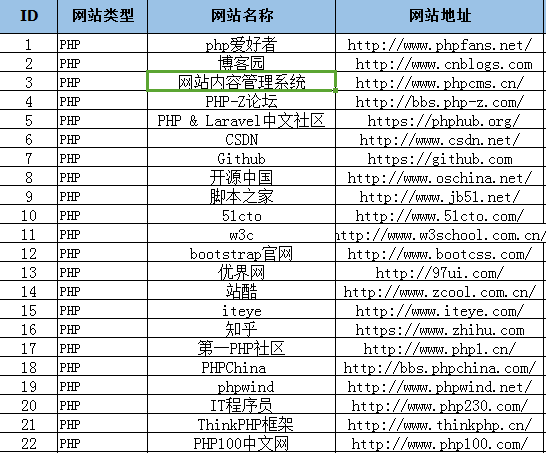 ID 网站类型 网站名称 网站地址
1 PHP php爱好者 http://www.phpfans.net/
2 PHP 博客园 http://www.cnblogs.com
3 PHP 网站内容管理系统 http://www.phpcms.cn/
4 PHP PHP-Z论坛 http://bbs.php-z.com/
5 PHP PHP & Laravel中文社区 https://phphub.org/
6 PHP CSDN http://www.csdn.net/
7 PHP Github https://github.com
8 PHP 开源中国 http://www.oschina.net/
9 PHP 脚本之家 http://www.jb51.net/
10 PHP 51cto http://www.51cto.com/
11 PHP w3c http://www.w3school.com.cn/
12 PHP bootstrap官网 http://www.bootcss.com/
13 PHP 优界网 http://97ui.com/
14 PHP 站酷 http://www.zcool.com.cn/
15 PHP iteye http://www.iteye.com/
16 PHP 知乎 https://www.zhihu.com
17 PHP 第一PHP社区 http://www.php1.cn/
18 PHP PHPChina http://bbs.phpchina.com/
19 PHP phpwind http://www.phpwind.net/
20 PHP IT程序员 http://www.php230.com/
21 PHP ThinkPHP框架 http://www.thinkphp.cn/
22 PHP PHP100中文网 http://www.php100.com/